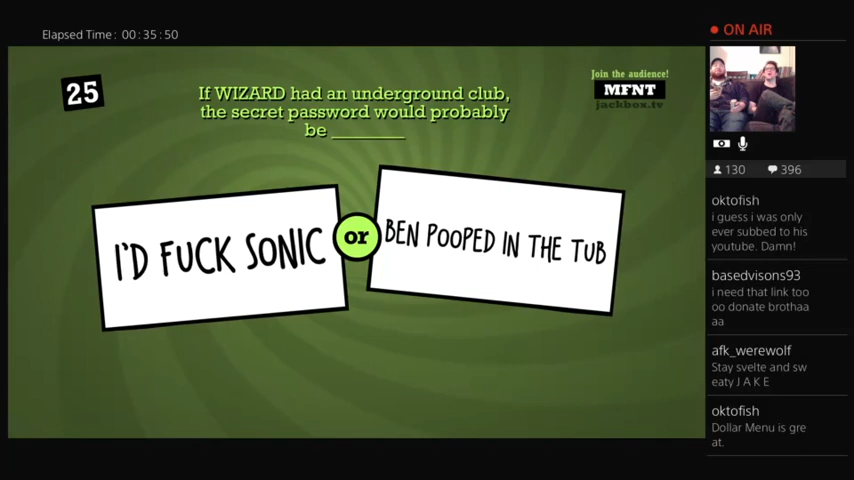 Elapsed Time: 00:35:50
ON AIR
25
If WIZARD had an underground club,
the secret password would probably
be ________
Join the audience!
MFNT
jackbox.tv
I'D FUCK SONIC
or
BEN POOPED IN THE TUB
130
396
oktofish
i guess i was only
ever subbed to his
youtube. Damn!
basedvisons93
i need that link too
oo donate brothaa
aa
afk_werewolf
Stay svelte and sw
eaty J A K E
oktofish
Dollar Menu is gre
at.